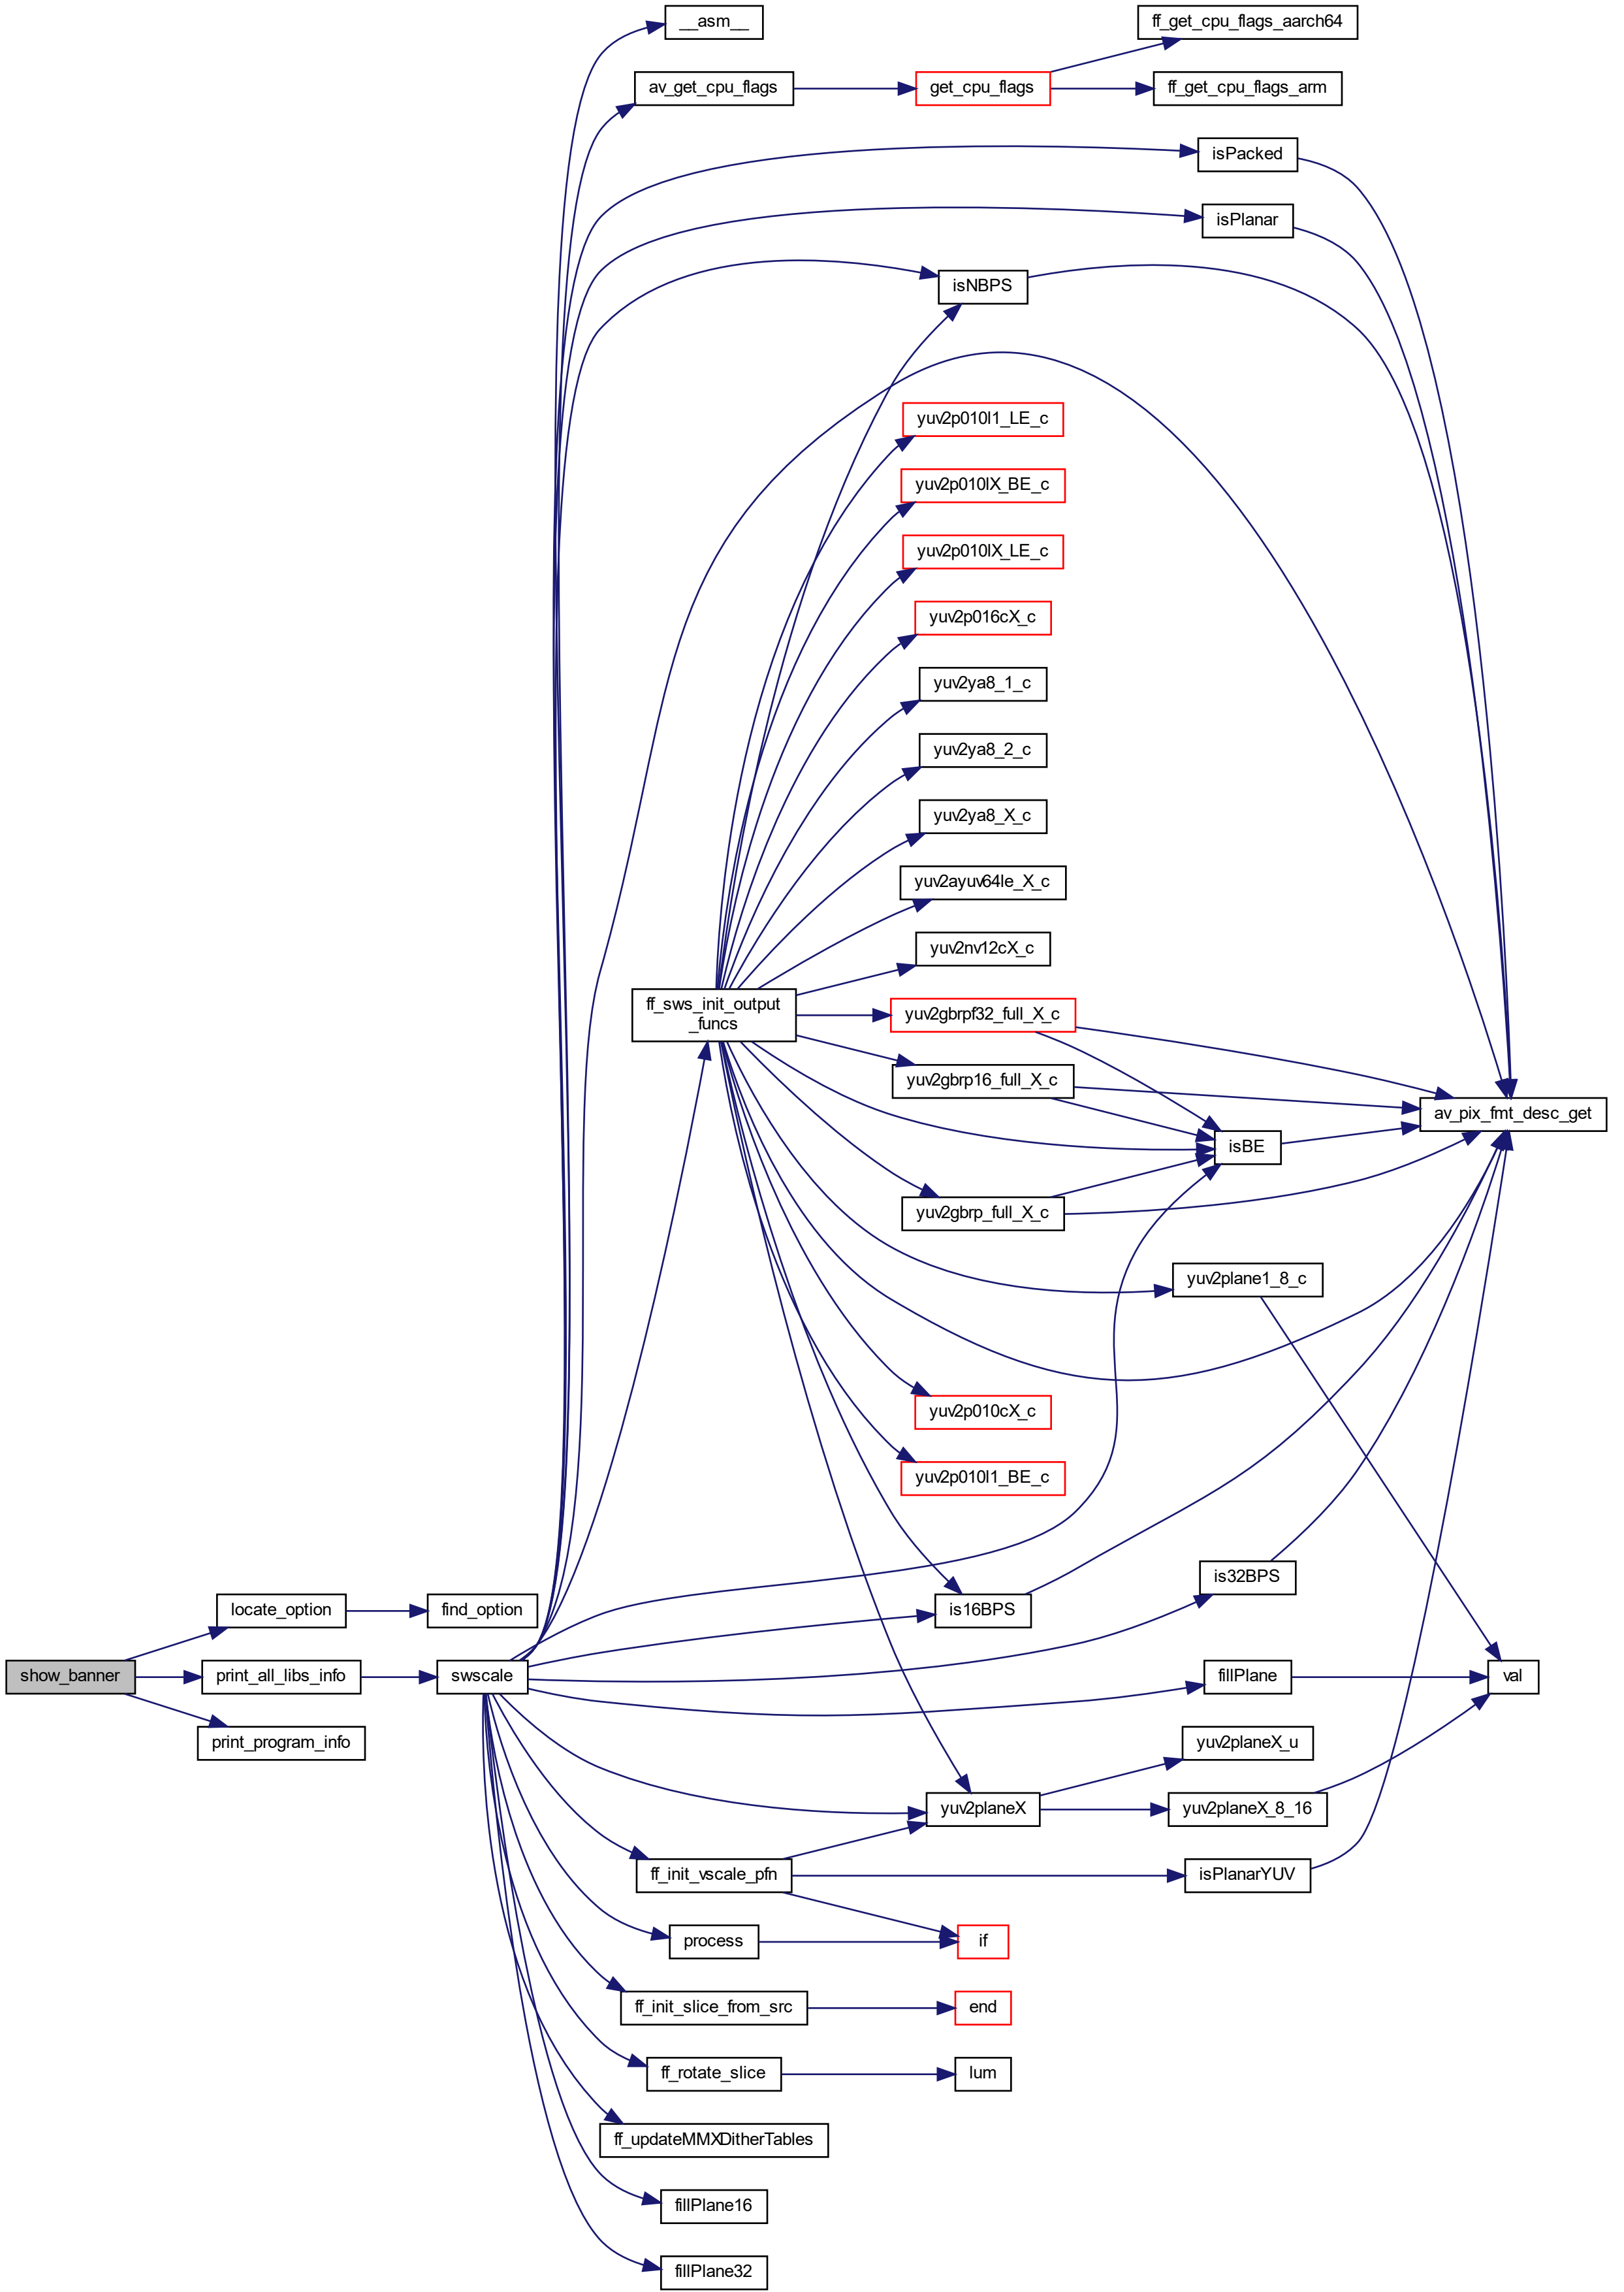 __asm__
ff_get_cpu_flags_aarch64
av_get_cpu_flags
get_cpu_flags
ff_get_cpu_flags_arm
isPacked
isPlanar
isNBPS
yuv2p010l1_LE_c
yuv2p010lX_BE_c
yuv2p010lX_LE_c
yuv2p016cX_c
yuv2ya8_1_c
yuv2ya8_2_c
yuv2ya8_X_c
yuv2ayuv64le_X_c
yuv2nv12cX_c
ff_sws_init_output
_funcs
yuv2gbrpf32_full_X_c
yuv2gbrp16_full_X_c
av_pix_fmt_desc_get
isBE
yuv2gbrp_full_X_c
yuv2plane1_8_c
yuv2p010cX_c
yuv2p010l1_BE_c
is32BPS
locate_option
find_option
is16BPS
show_banner
print_all_libs_info
swscale
fillPlane
val
print_program_info
yuv2planeX_u
yuv2planeX
yuv2planeX_8_16
ff_init_vscale_pfn
isPlanarYUV
process
if
ff_init_slice_from_src
end
ff_rotate_slice
lum
ff_updateMMXDitherTables
fillPlane16
fillPlane32